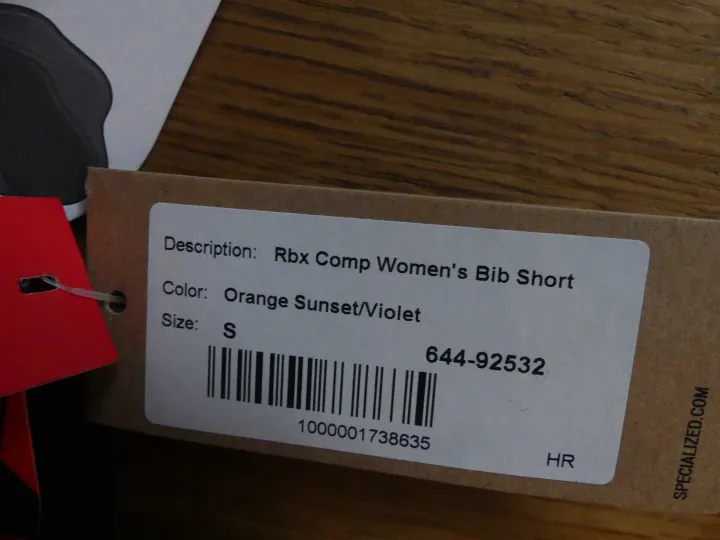 Description: Rbx Comp Women's Bib Short
Color: Orange Sunset/Violet
Size: S
644-92532
1000001738635
HR
SPECIALIZED.COM